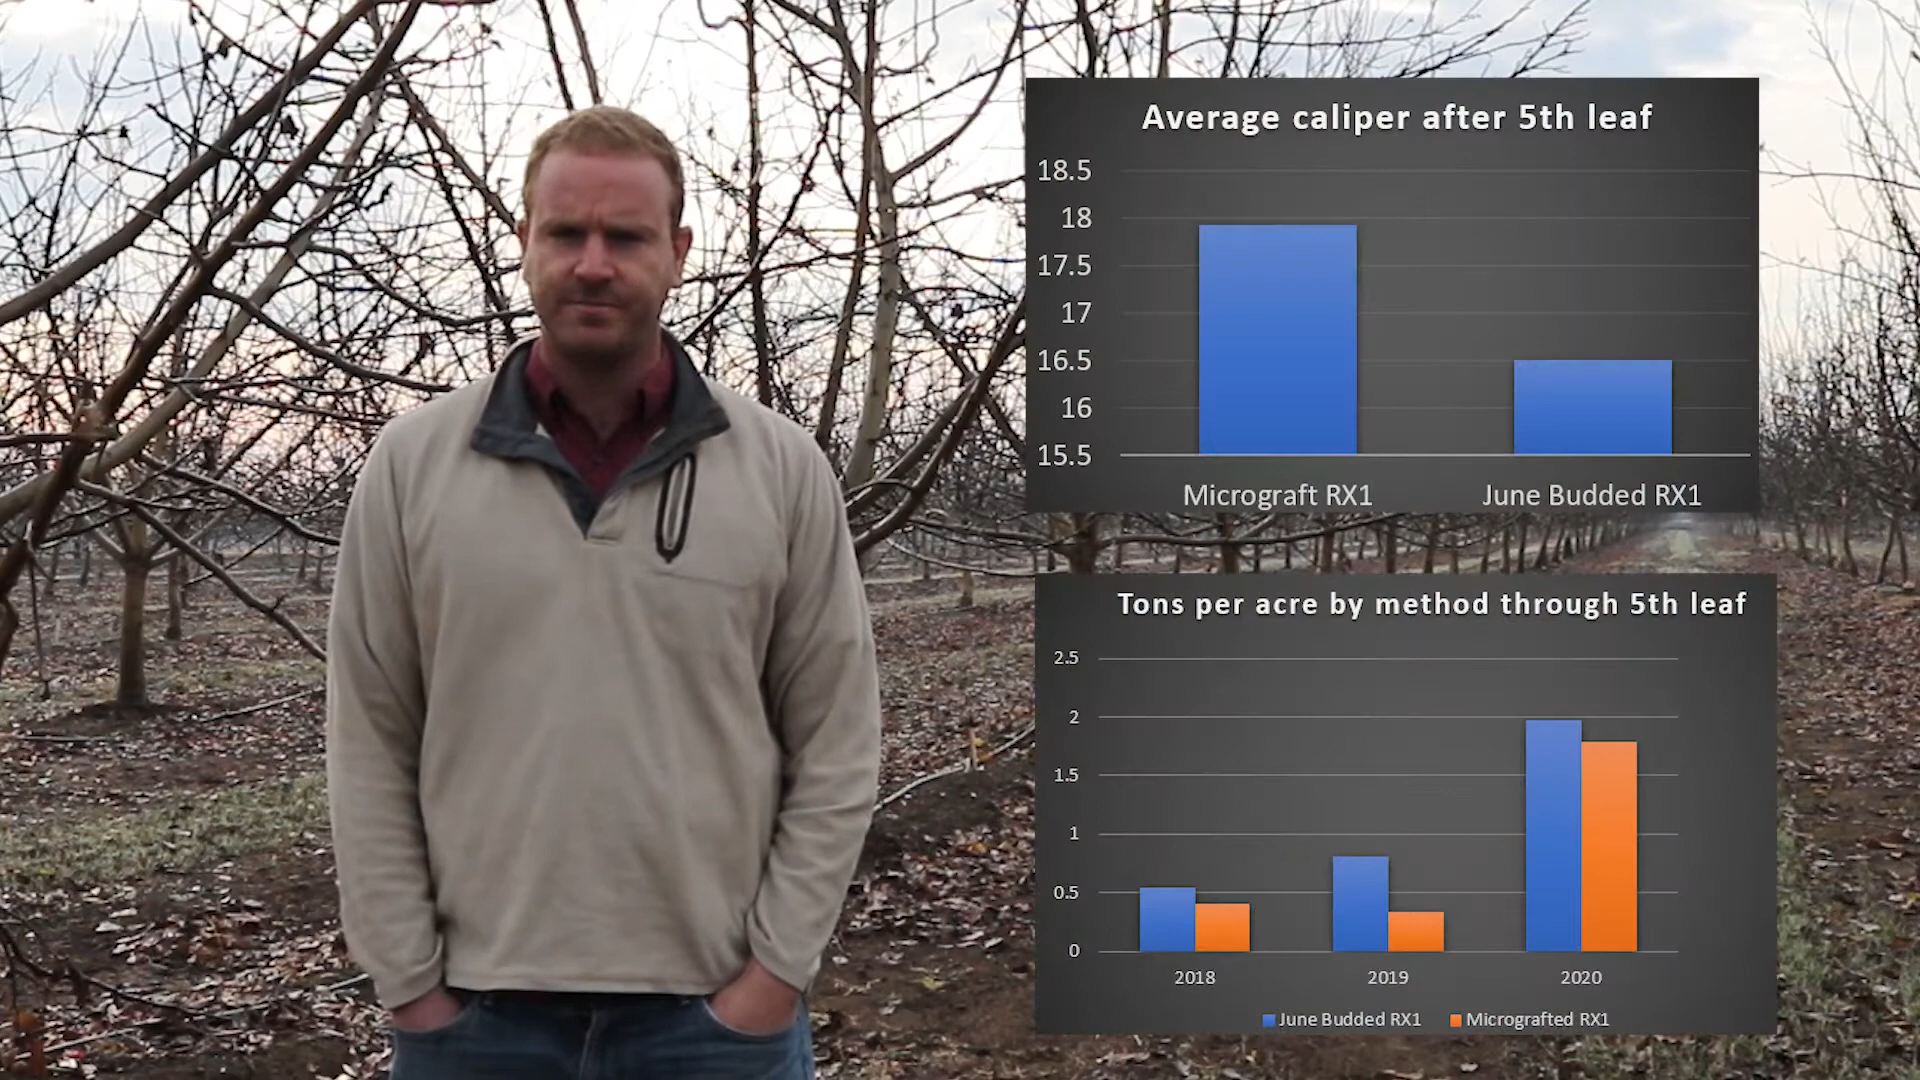 Average caliper after 5th leaf
18.5
18
17.5
17
16.5
16
15.5
Micrograft RX1 June Budded RX1
Tons per acre by method through 5th leaf
2.5
2
1.5
1
0.5
0
2018 2019 2020
June Budded RX1 Micrografted RX1